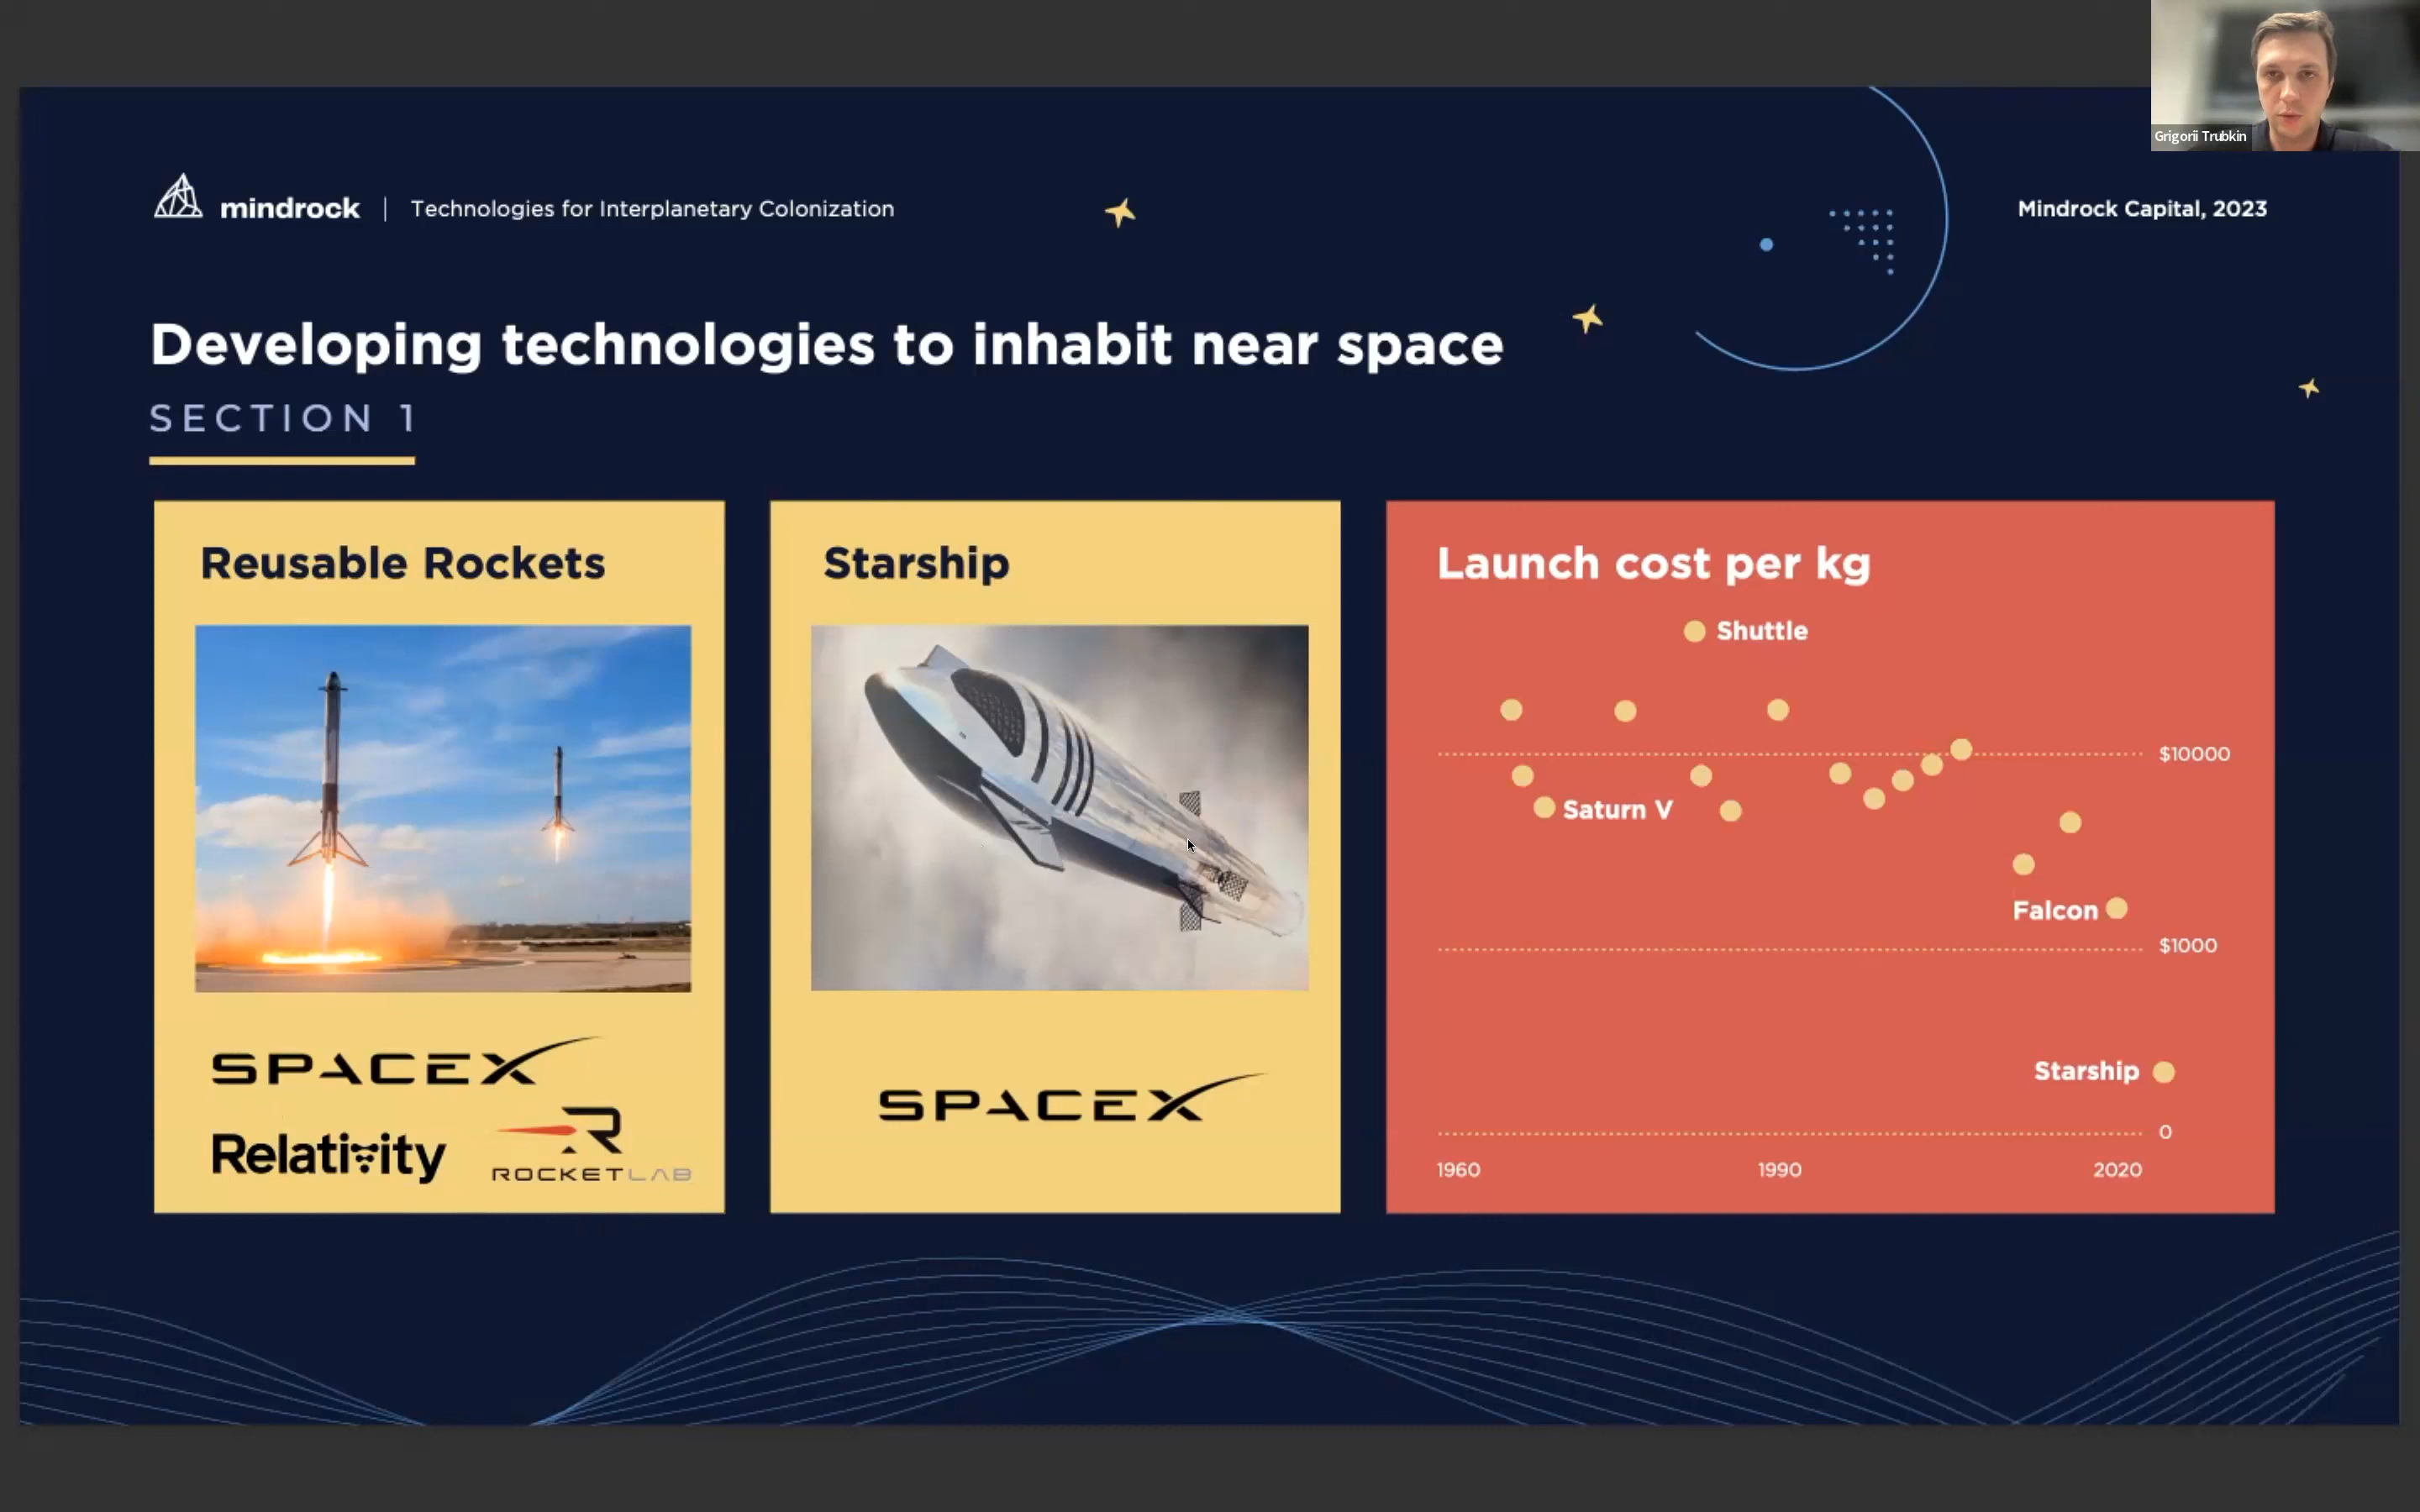 Grigorii Trubkin
mindrock | Technologies for Interplanetary Colonization
Mindrock Capital, 2023
Developing technologies to inhabit near space
SECTION 1
Reusable Rockets
SPACEX
Relativity
ROCKETLAB
Starship
SPACEX
Launch cost per kg
Shuttle
$10000
Saturn V
Falcon
$1000
Starship
0
1960
1990
2020